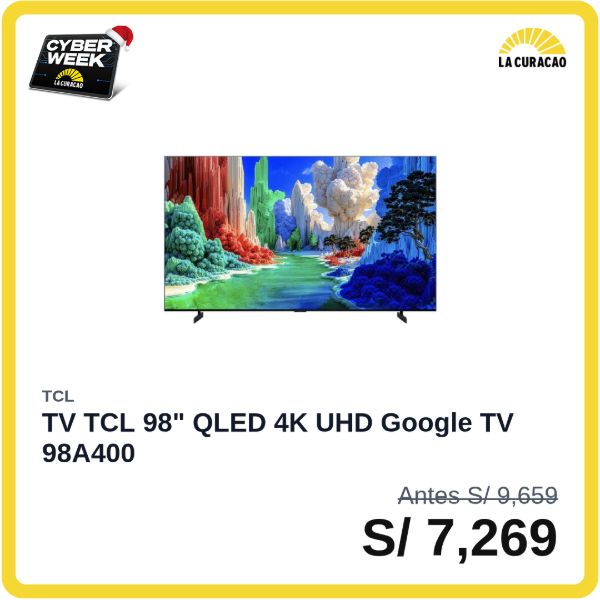 CYBER
WEEK
LA CURACAO
LA CURACAO
TCL
TV TCL 98" QLED 4K UHD Google TV
98A400
Antes S/ 9,659
S/ 7,269